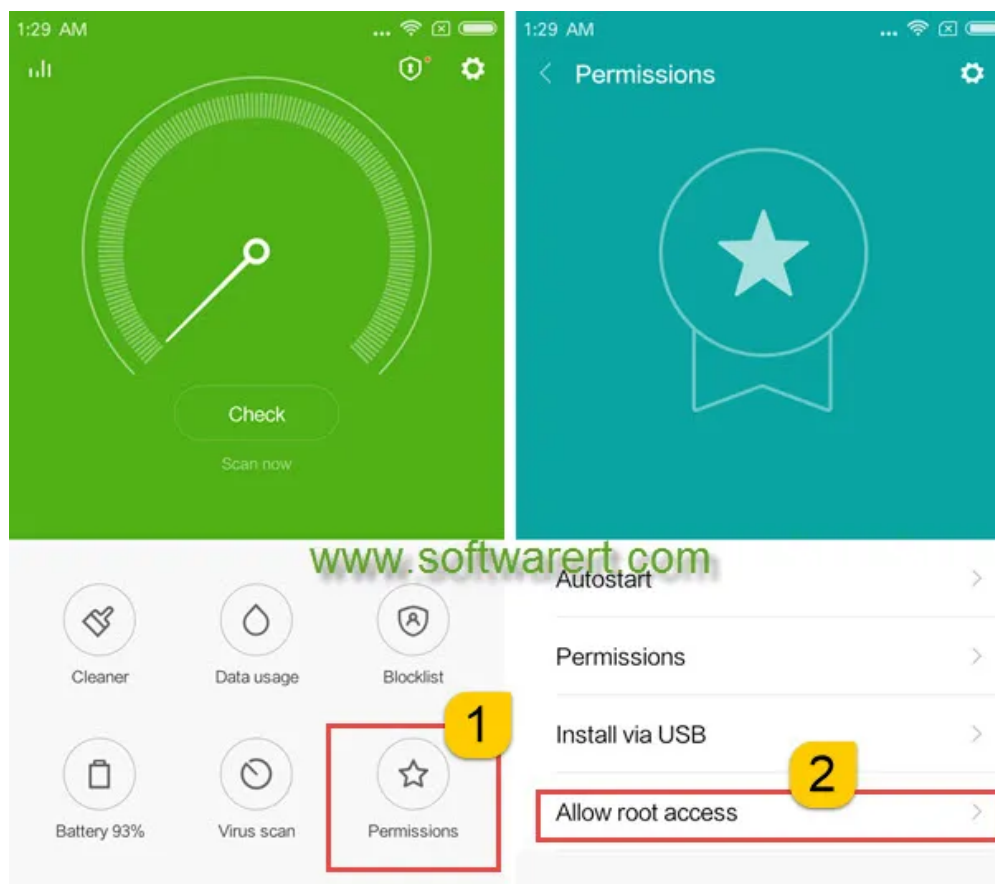 1:29 AM
Check
Scan now
Cleaner
Data usage
Blocklist
1
Battery 93%
Virus scan
Permissions
1:29 AM
Permissions
www.softwarert.com
Autostart
Permissions
Install via USB
2
Allow root access